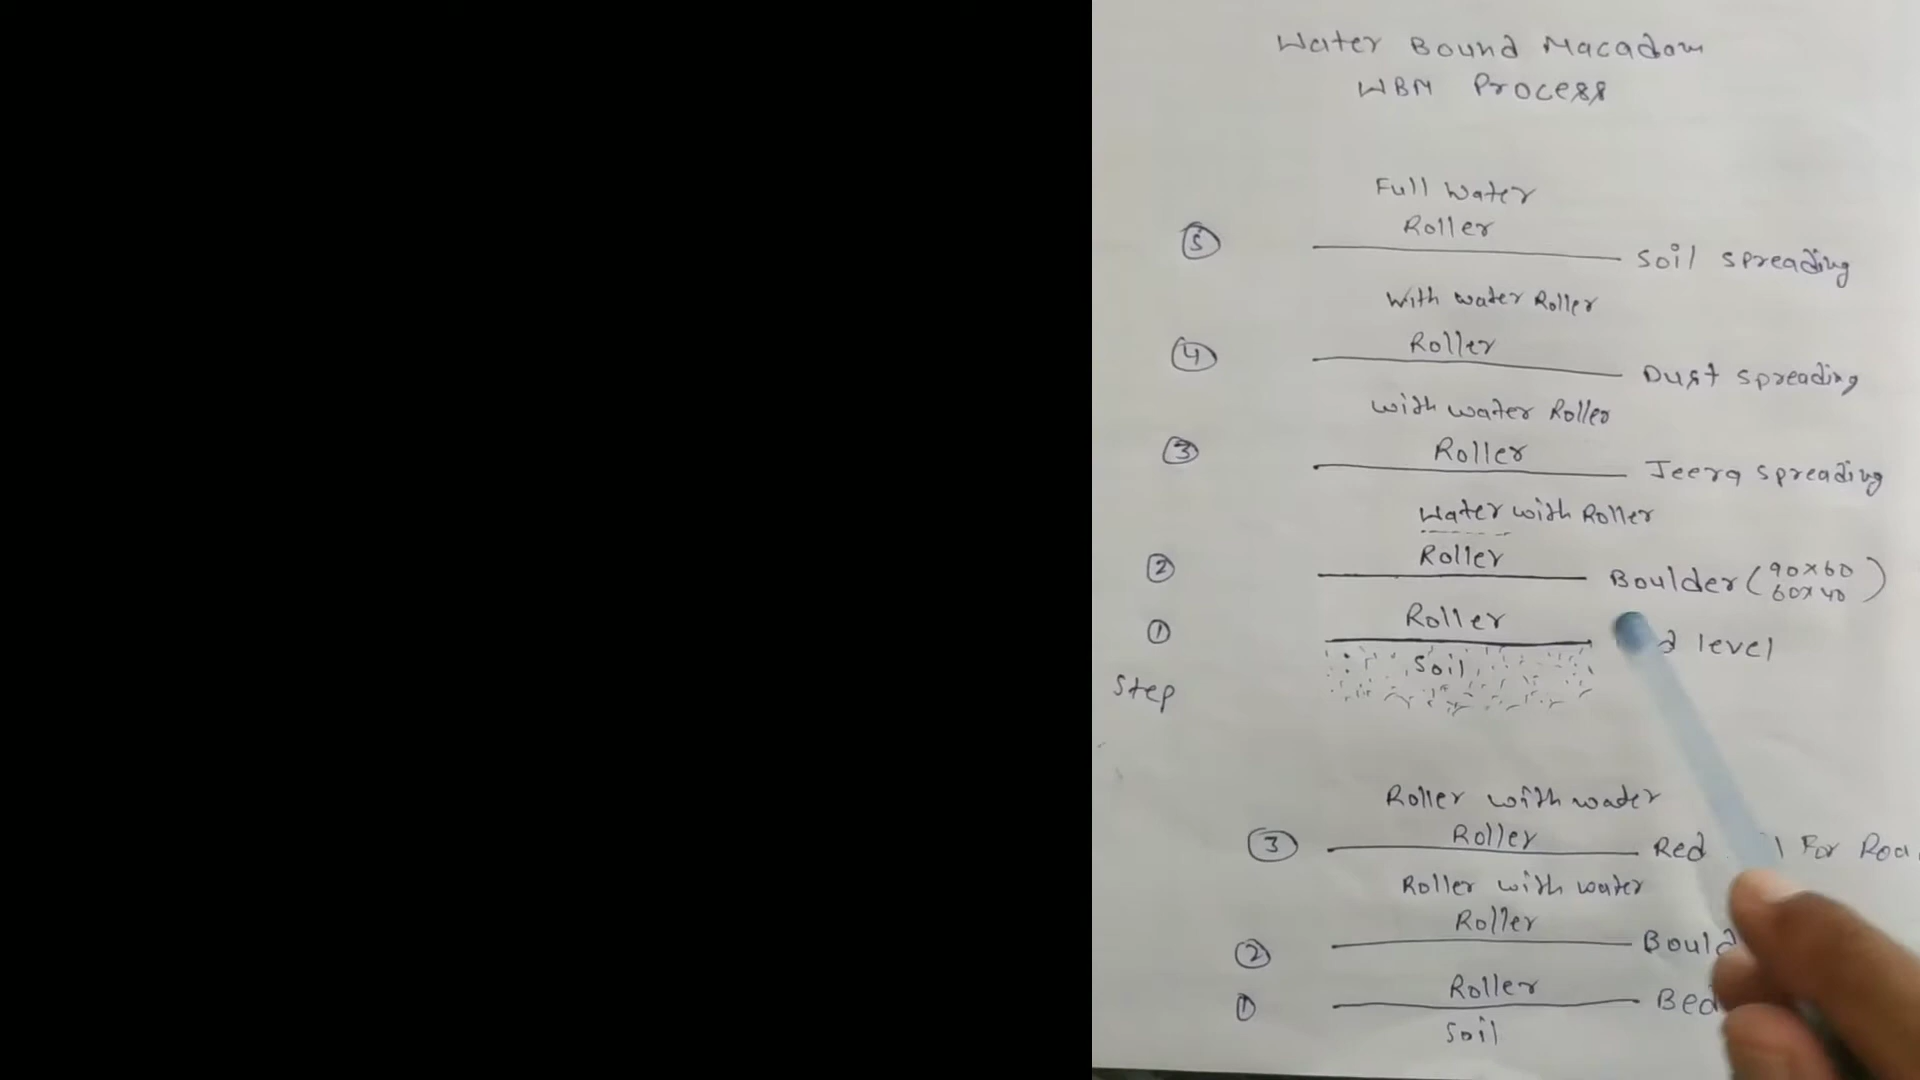 Water Bound Macadam
WBM Process
Full Water
Roller
5 Soil spreading
With water Roller
Roller
4 Dust spreading
with water Roller
3 Roller
Jeera spreading
Water with Roller
Roller
2 Boulder (90x60
60x40)
1 Roller
level
Soil
Step
Roller with water
Roller
3 Red For
Roller with water
Roller
2
Roller
1
Soil